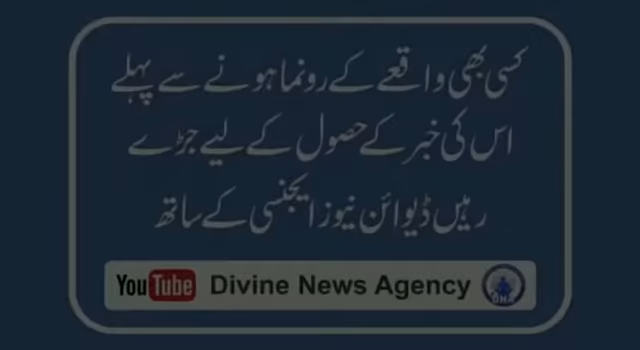 کسی بھی واقعے کے رونما ہونے سے پہلے
اس کی خبر کے حصول کے لیے جڑے
رہیں ڈیوائن نیوز ایجنسی کے ساتھ
YouTube Divine News Agency DNA